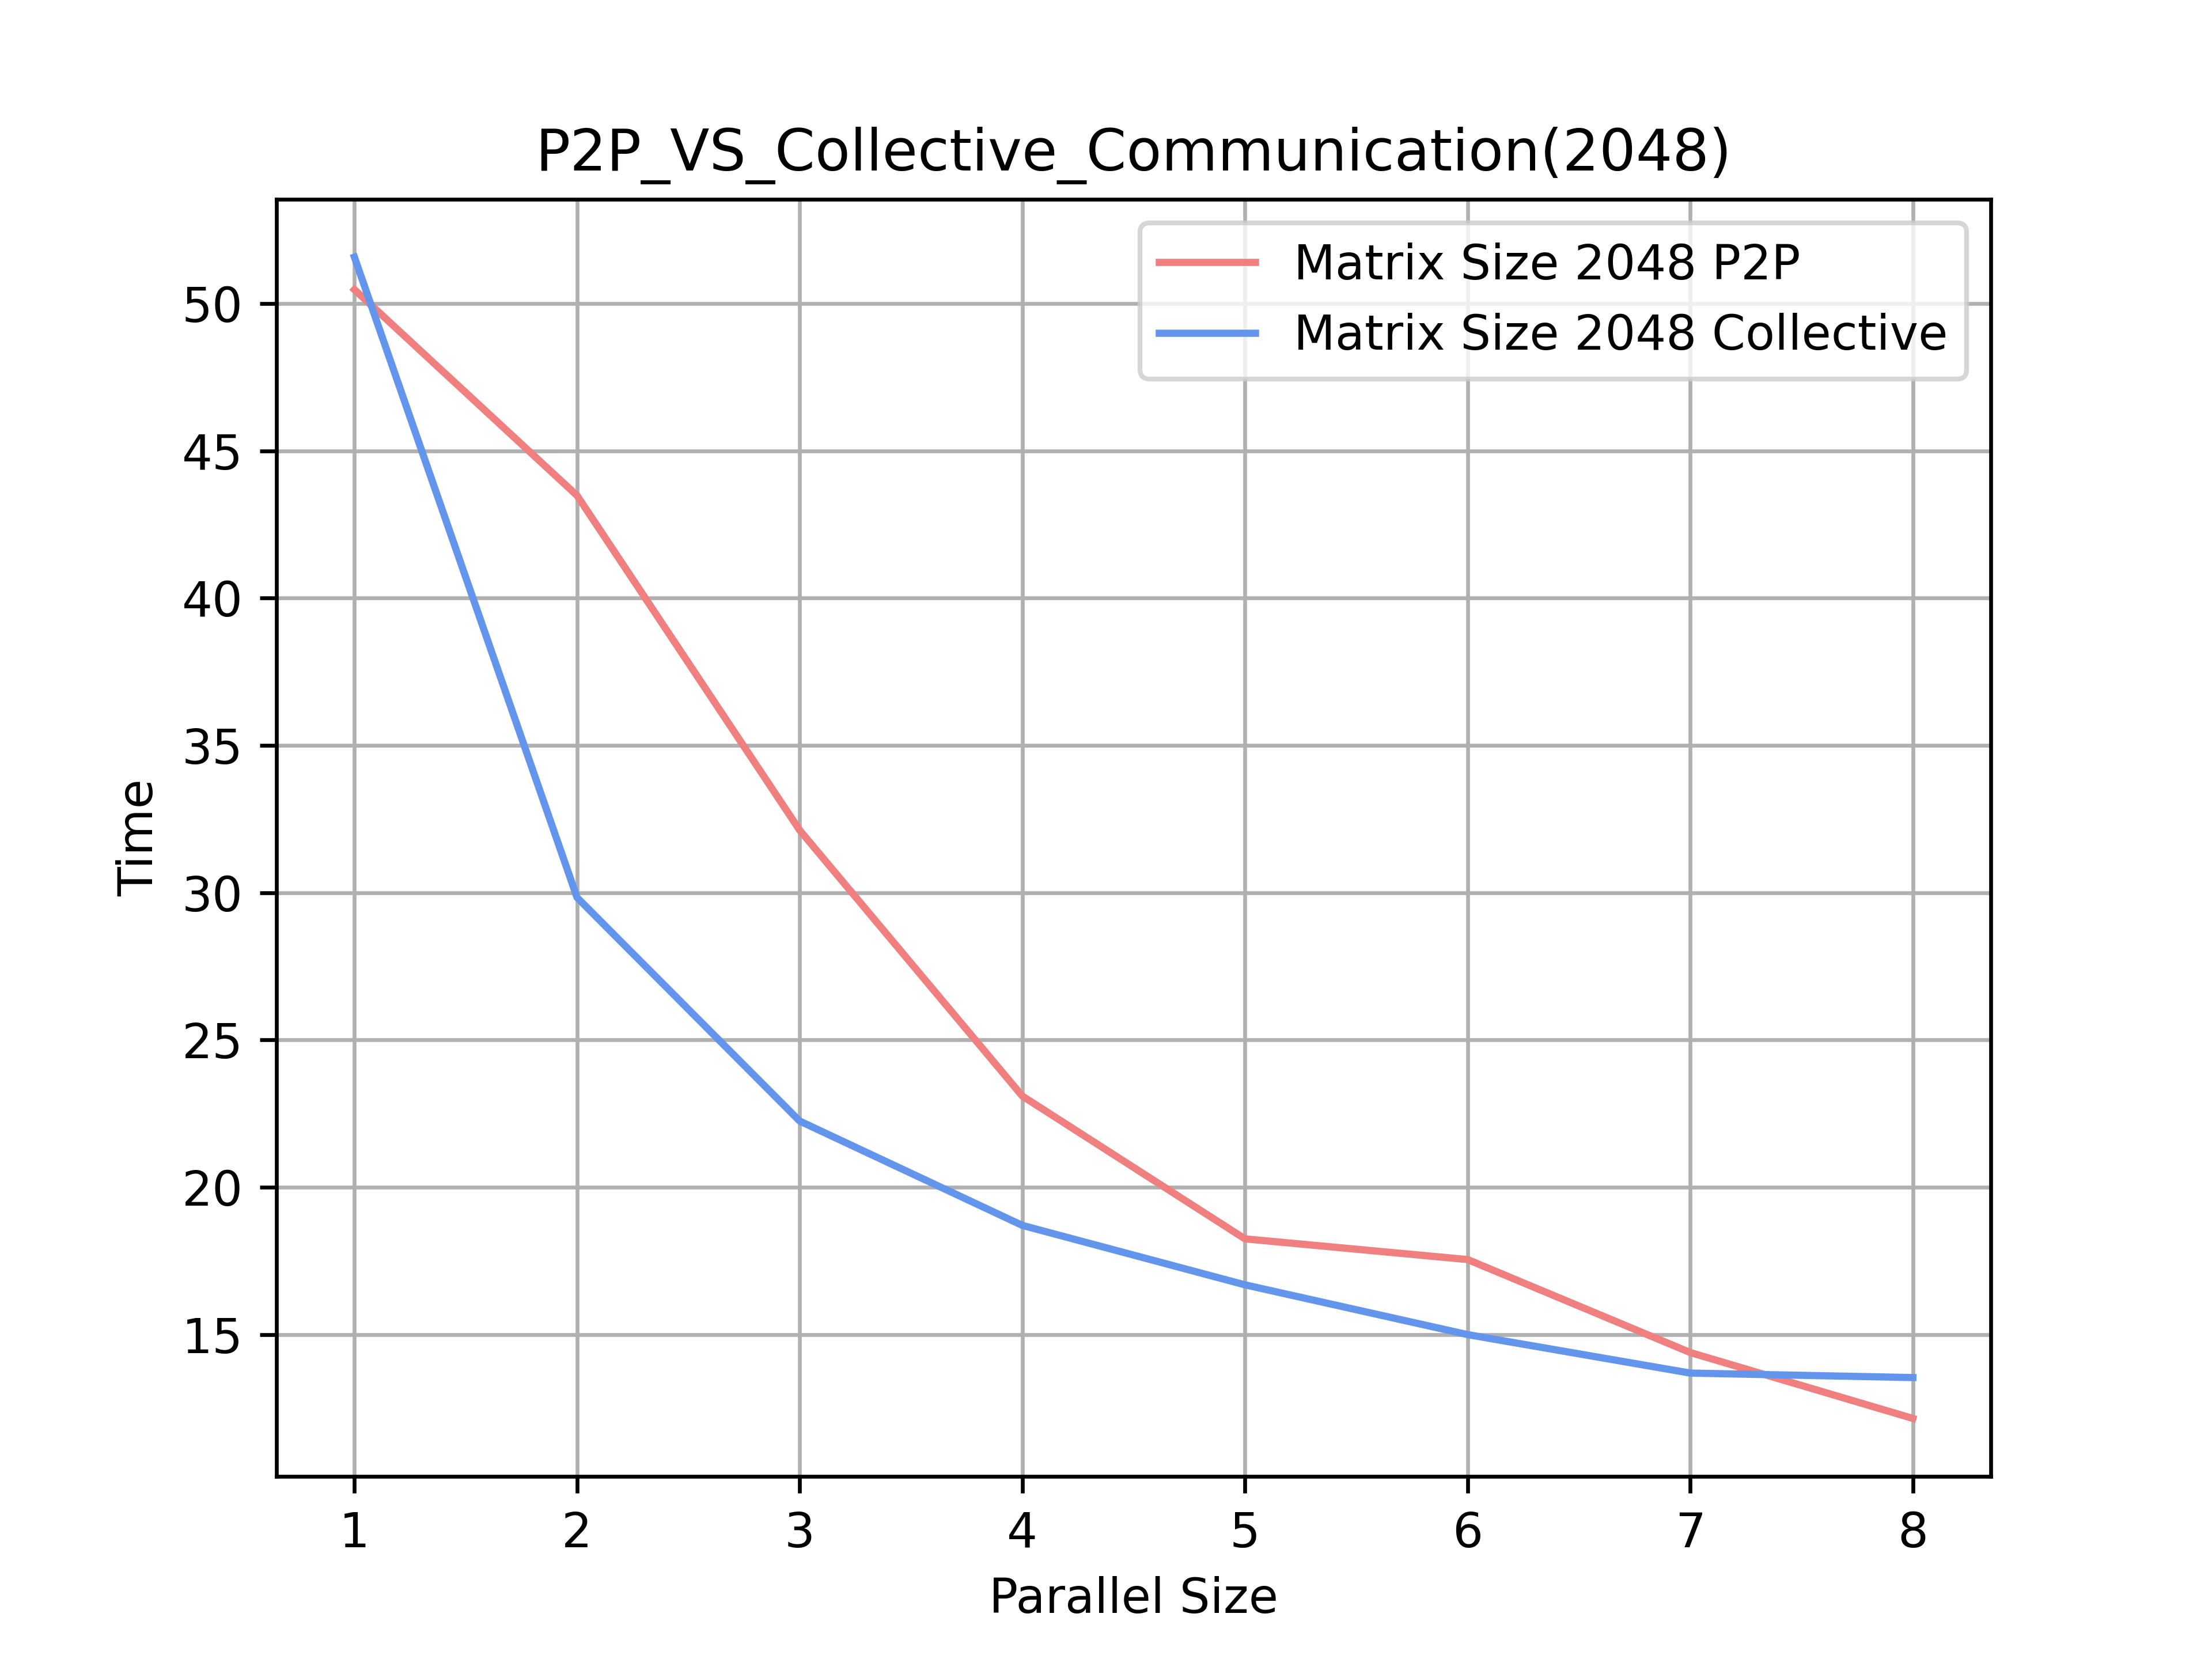 P2P_VS_Collective_Communication(2048)
Matrix Size 2048 P2P
Matrix Size 2048 Collective
50
45
40
35
30
25
20
15
Time
1 2 3 4 5 6 7 8
Parallel Size